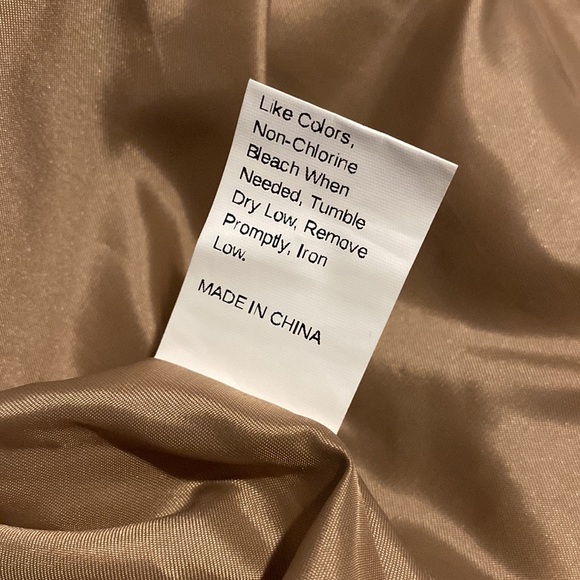 Like Colors,
Non-Chlorine
Bleach When
Needed, Tumble
Dry Low, Remove
Promptly, Iron
Low.
MADE IN CHINA